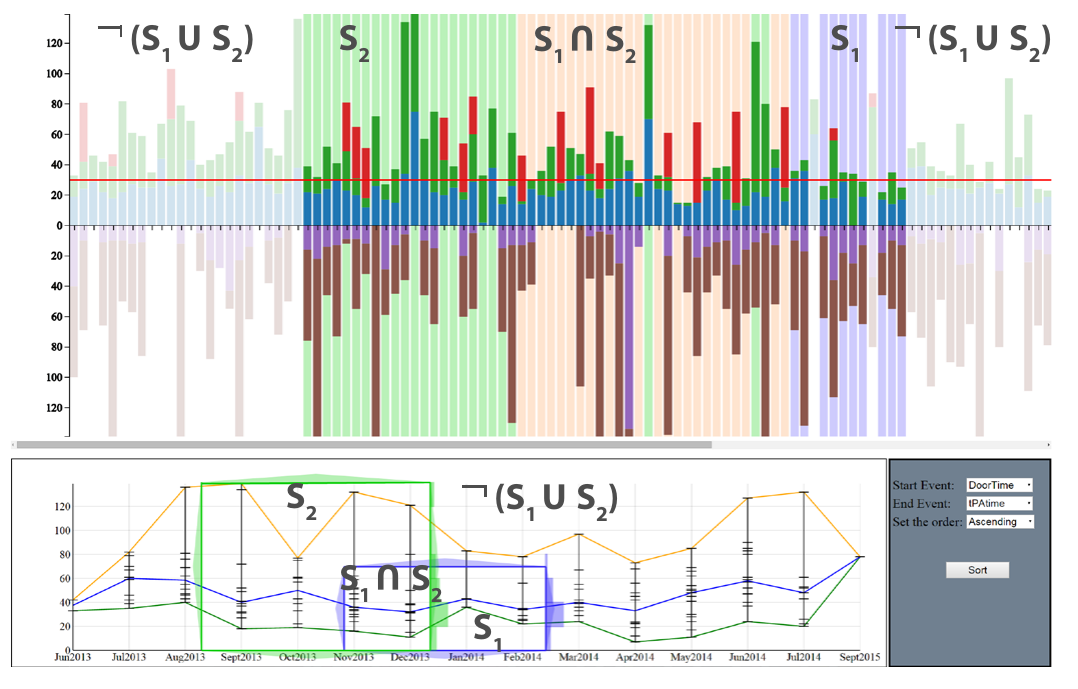 ¬ (S1 U S2)
S2
S1 ∩ S2
S1
¬ (S1 U S2)
120
100
80
60
40
20
0
20
40
60
80
100
120
S2
¬ (S1 U S2)
S1 ∩ S2
S1
120
100
80
60
40
20
0
Jun2013 Jul2013 Aug2013 Sept2013 Oct2013 Nov2013 Dec2013 Jan2014 Feb2014 Mar2014 Apr2014 May2014 Jun2014 Jul2014 Sept2015
Start Event: DoorTime
End Event: tPAtime
Set the order: Ascending
Sort